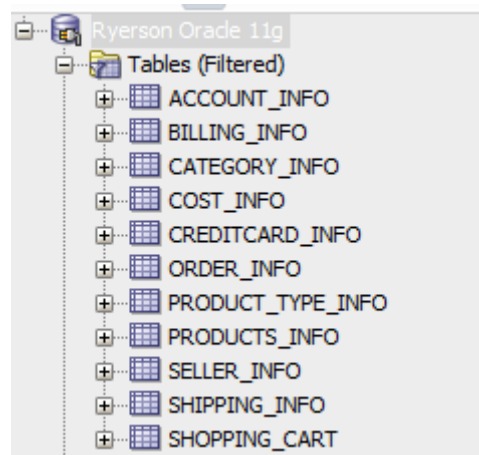 Ryerson Oracle 11g
Tables (Filtered)
ACCOUNT_INFO
BILLING_INFO
CATEGORY_INFO
COST_INFO
CREDITCARD_INFO
ORDER_INFO
PRODUCT_TYPE_INFO
PRODUCTS_INFO
SELLER_INFO
SHIPPING_INFO
SHOPPING_CART